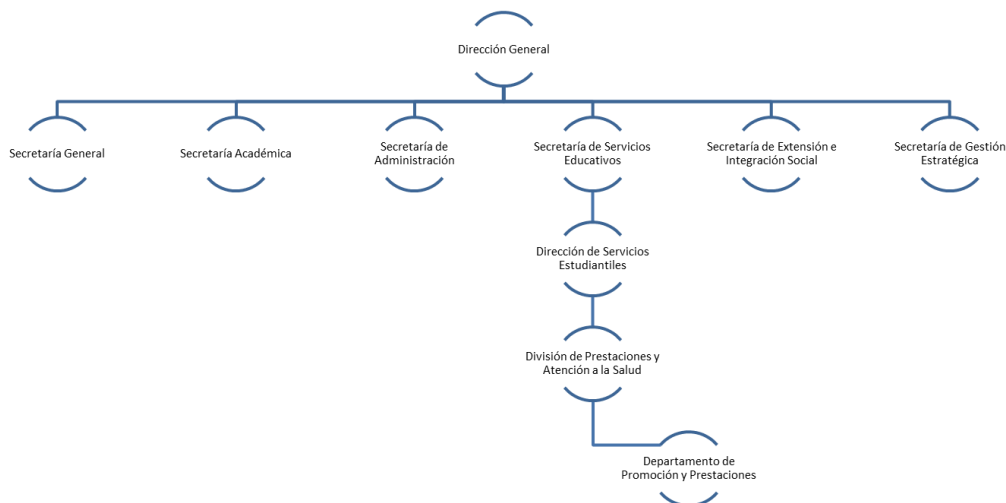 Dirección General
Secretaría General
Secretaría Académica
Secretaría de
Administración
Secretaría de Servicios
Educativos
Secretaría de Extensión e
Integración Social
Secretaría de Gestión
Estratégica
Dirección de Servicios
Estudiantiles
División de Prestaciones y
Atención a la Salud
Departamento de
Promoción y Prestaciones